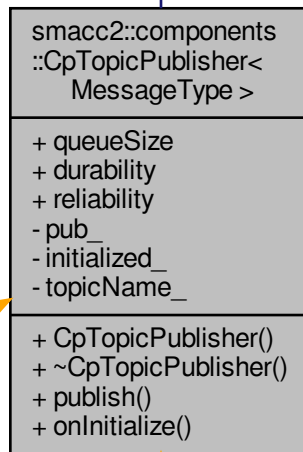 smacc2::components
::CpTopicPublisher<
MessageType >
+ queueSize
+ durability
+ reliability
- pub_
- initialized_
- topicName_
+ CpTopicPublisher()
+ ~CpTopicPublisher()
+ publish()
+ onInitialize()